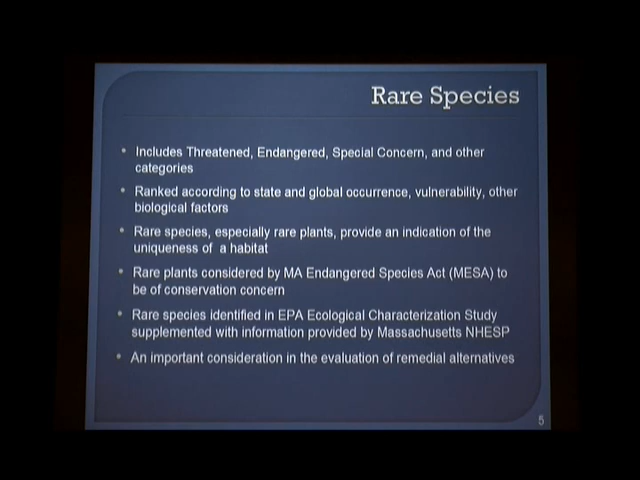 Rare Species
• Includes Threatened, Endangered, Special Concern, and other
categories
• Ranked according to state and global occurrence, vulnerability, other
biological factors
• Rare species, especially rare plants, provide an indication of the
uniqueness of a habitat
• Rare plants considered by MA Endangered Species Act (MESA) to
be of conservation concern
• Rare species identified in EPA Ecological Characterization Study
supplemented with information provided by Massachusetts NHESP
• An important consideration in the evaluation of remedial alternatives
5